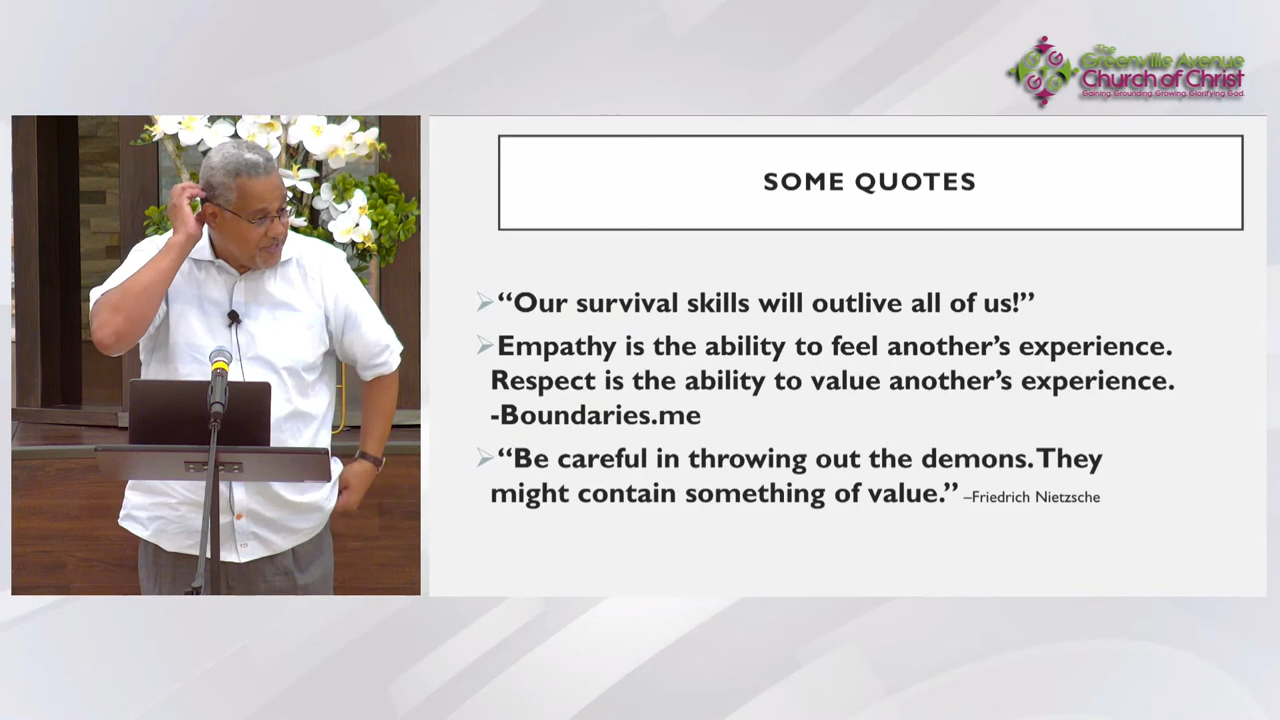 The
Greenville Avenue
Church of Christ
Gaining. Grounding. Growing. Glorifying God.
SOME QUOTES
“Our survival skills will outlive all of us!”
Empathy is the ability to feel another’s experience.
Respect is the ability to value another’s experience.
-Boundaries.me
“Be careful in throwing out the demons. They
might contain something of value.” –Friedrich Nietzsche